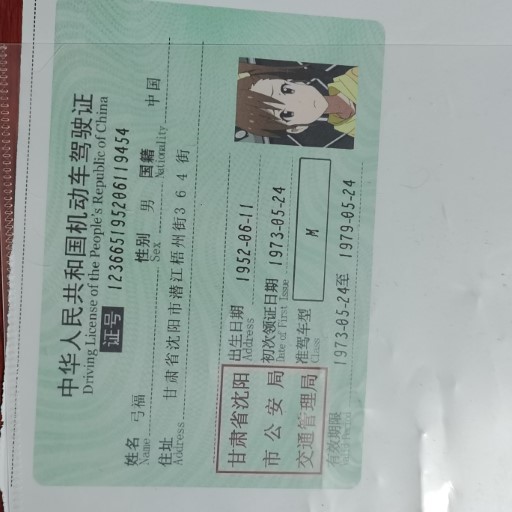 中华人民共和国机动车驾驶证
Driving License of the People's Republic of China
证号 123665195206119454
姓名 弓福 性别 男 国籍 中国
Name Sex Nationality
住址 甘肃省沈阳市潜江梧州街364街
Address
甘肃省沈阳
市公安局
交通管理局
出生日期 1952-06-11
Address
初次领证日期 1973-05-24
Date of First Issue
准驾车型 M
Class
有效期限 1973-05-24至 1979-05-24